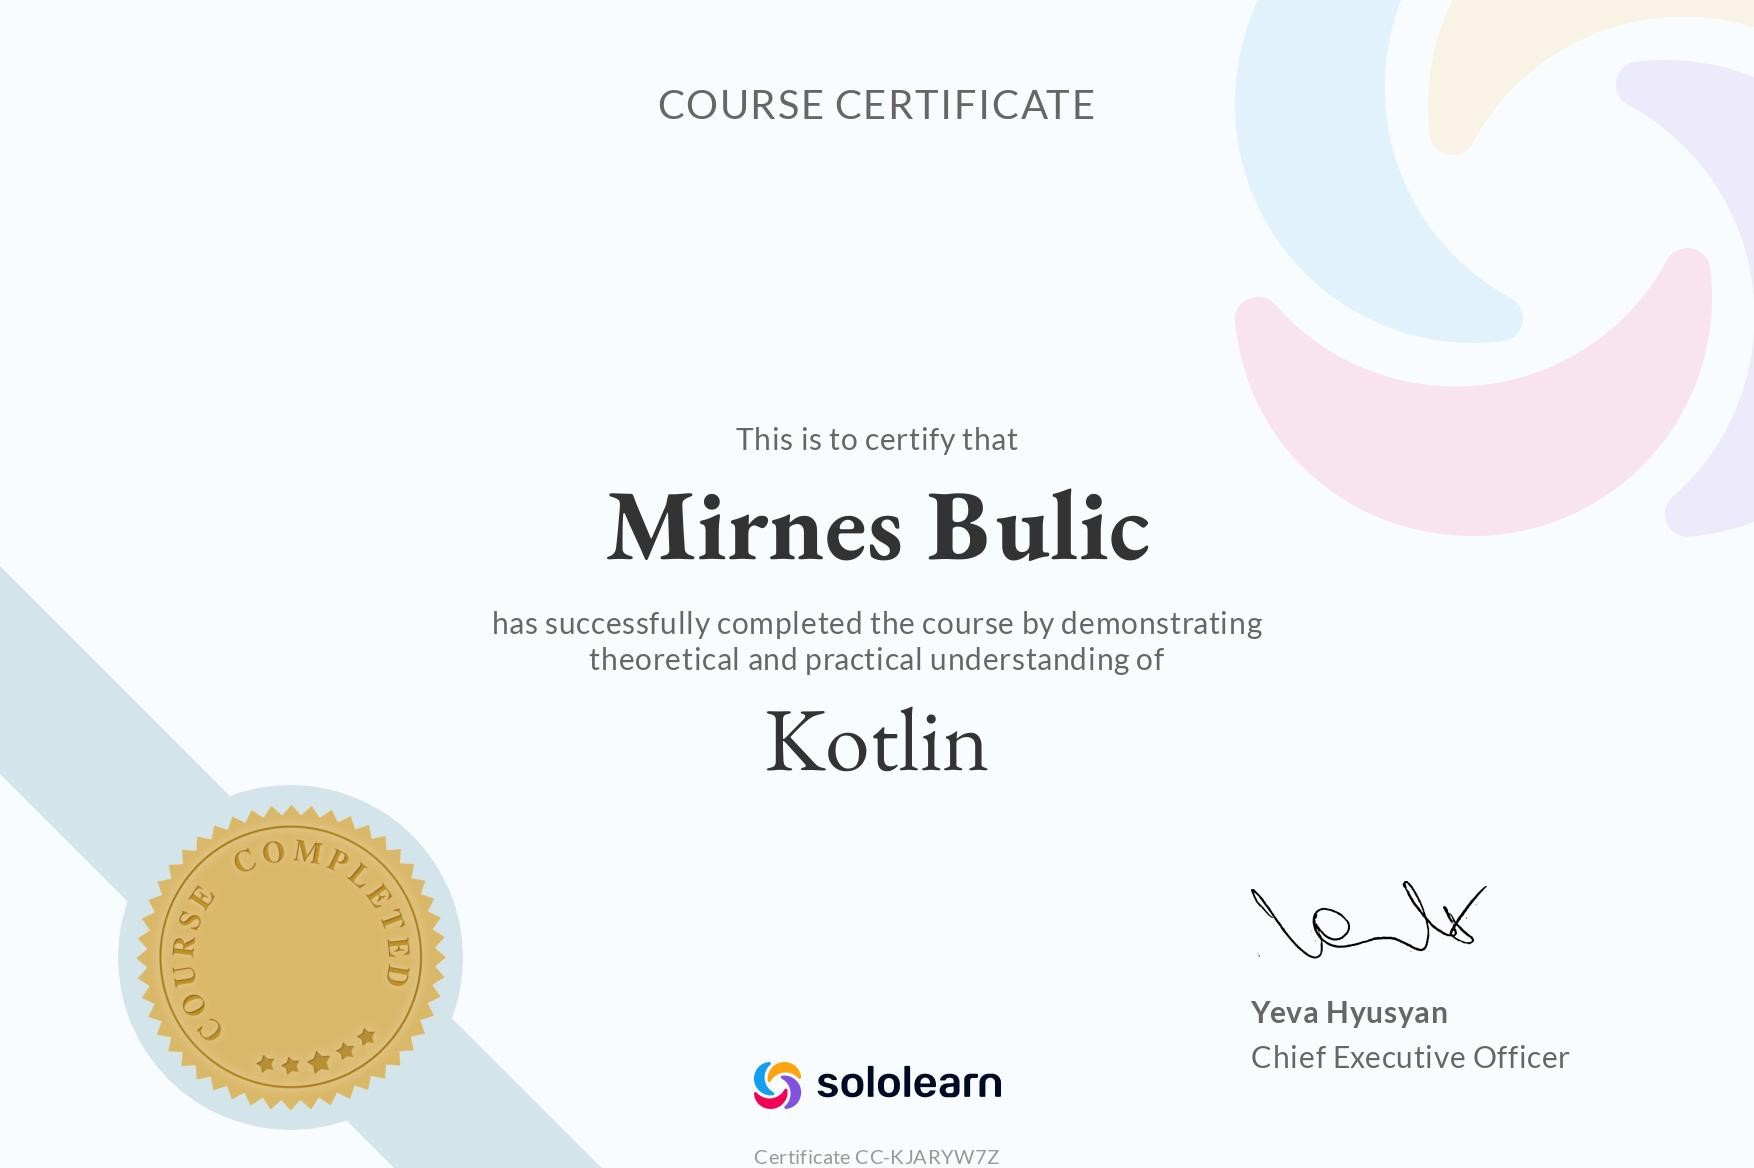 COURSE CERTIFICATE
This is to certify that
Mirnes Bulic
has successfully completed the course by demonstrating
theoretical and practical understanding of
Kotlin
COURSE COMPLETED
Yeva Hyusyan
Chief Executive Officer
sololearn
Certificate CC-KJARYW7Z